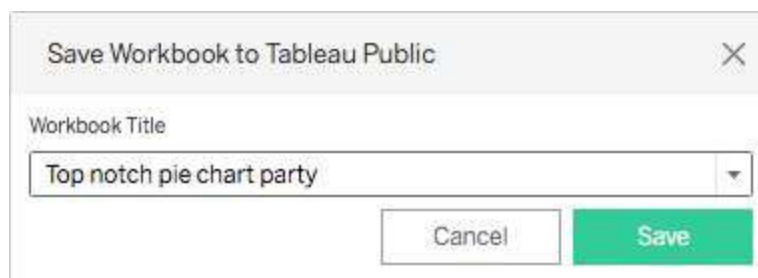 Save Workbook to Tableau Public
Workbook Title
Top notch pie chart party
Cancel Save